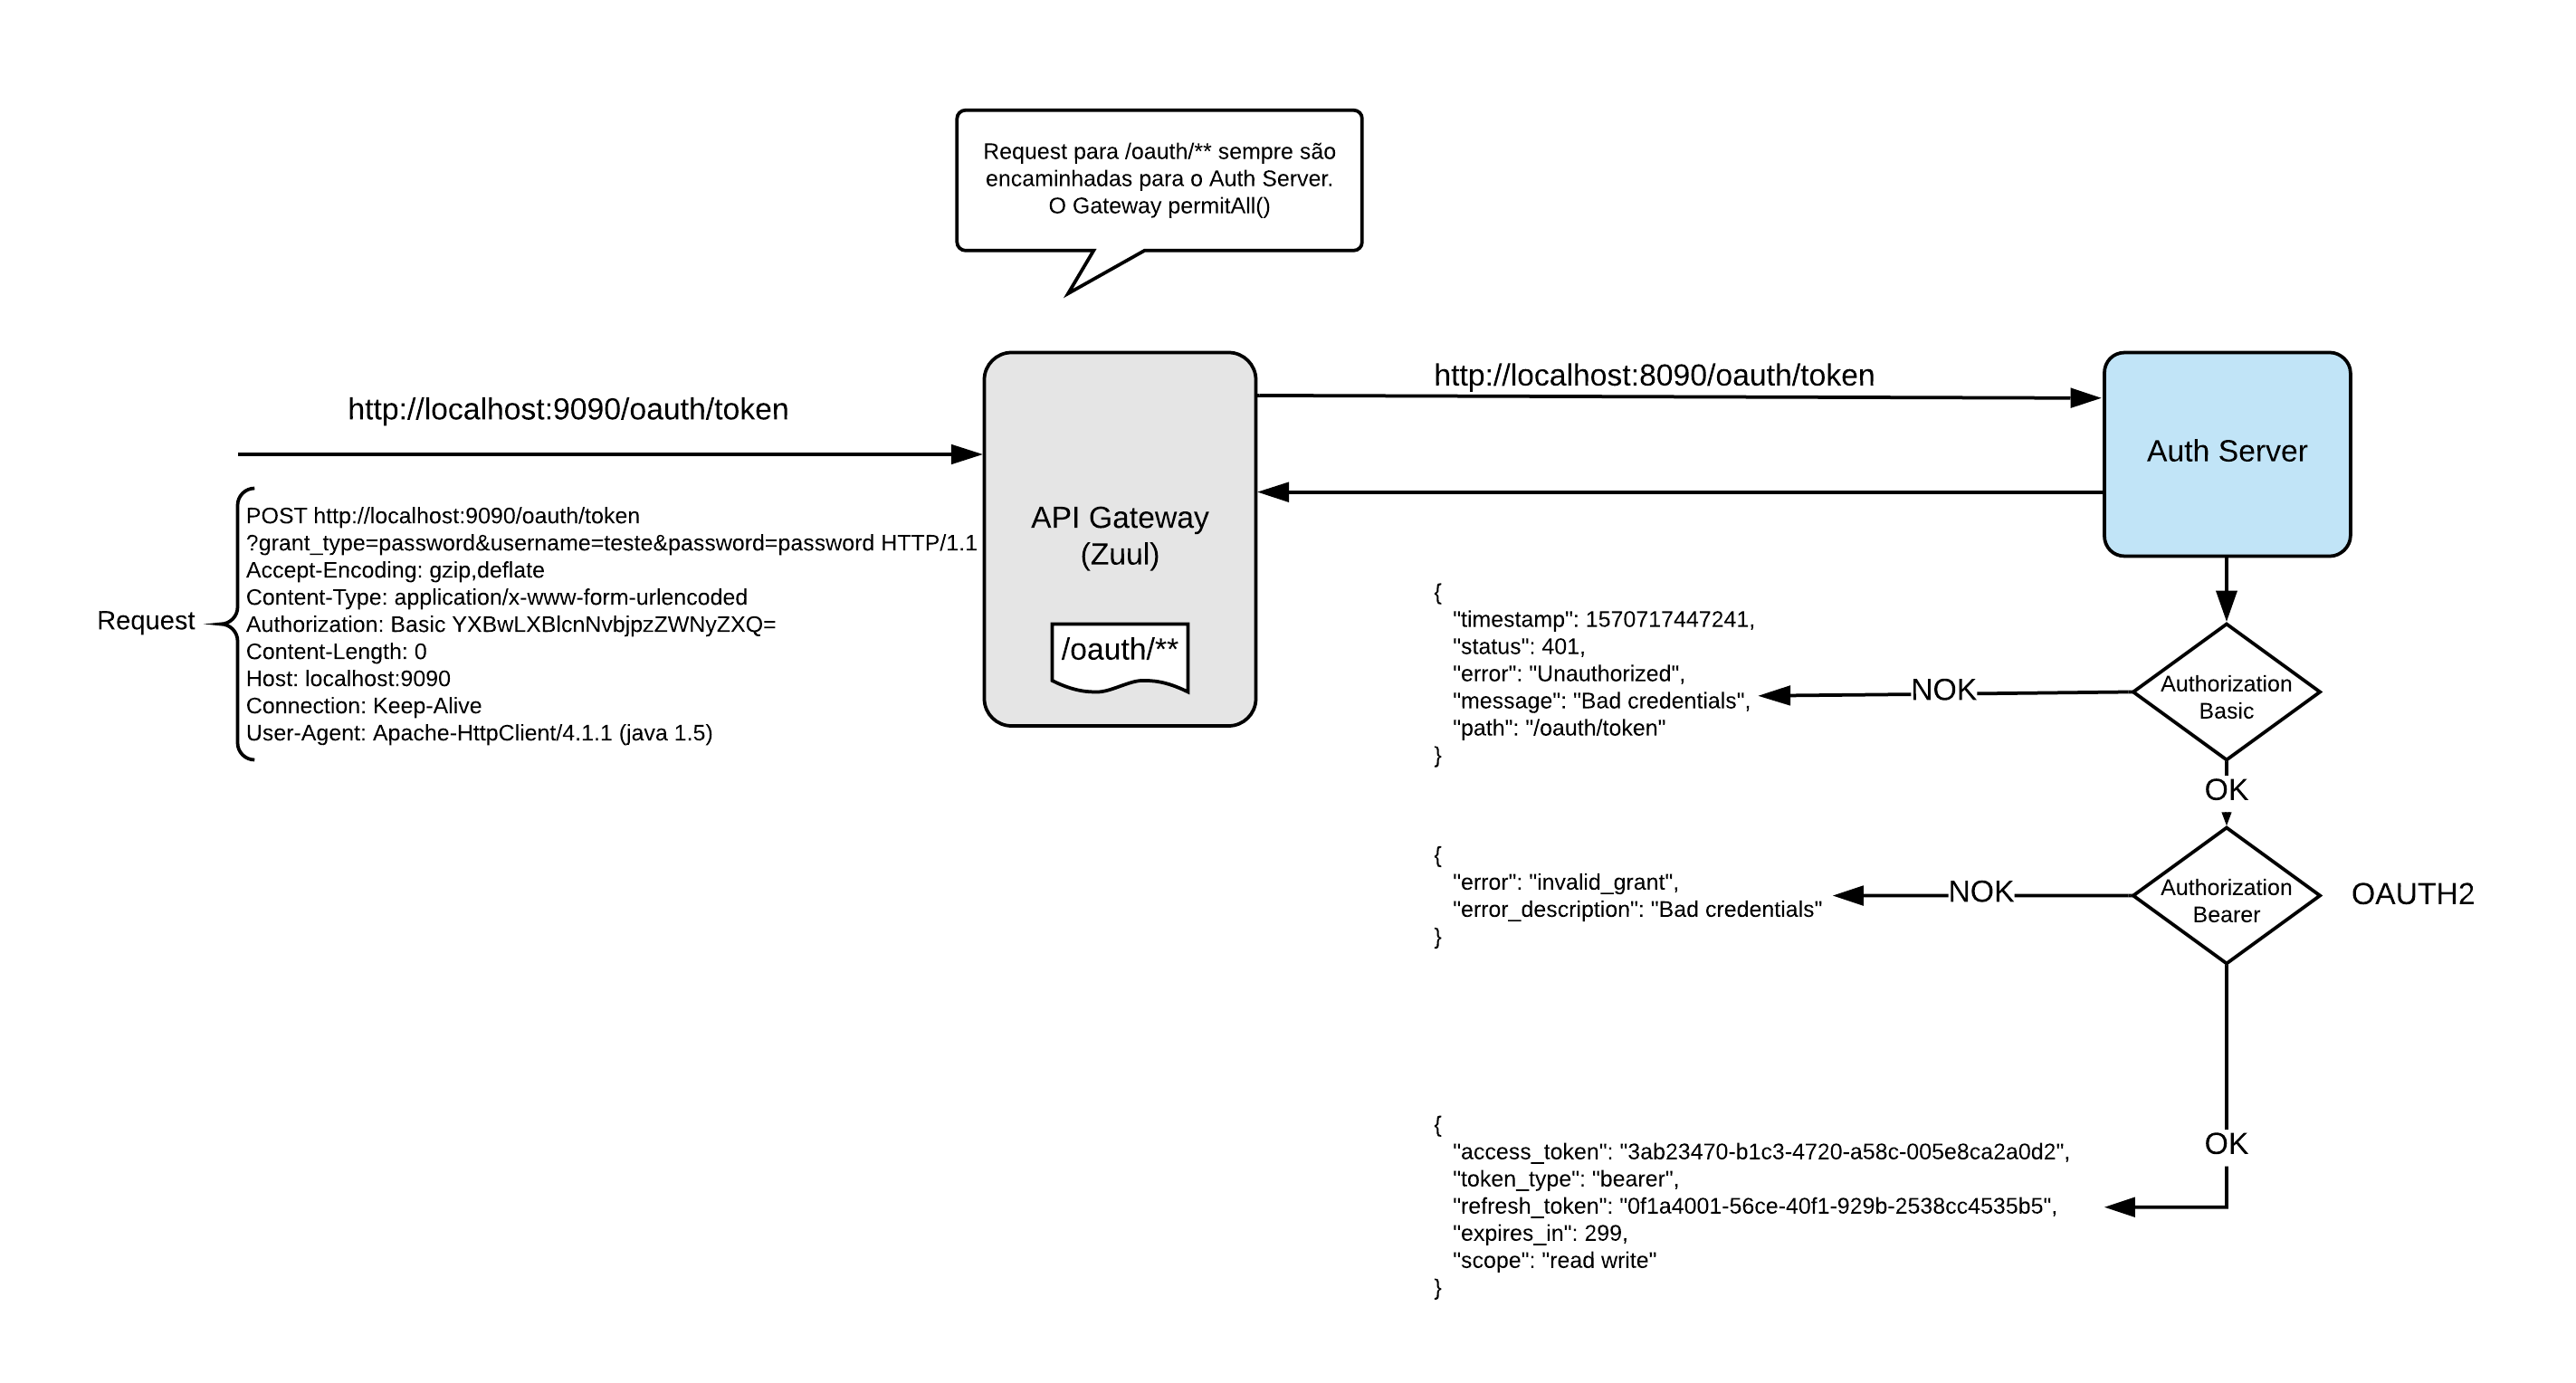 Request para /oauth/** sempre são
encaminhadas para o Auth Server.
O Gateway permitAll()
http://localhost:9090/oauth/token
http://localhost:8090/oauth/token
Auth Server
API Gateway
(Zuul)
/oauth/**
Request
POST http://localhost:9090/oauth/token
?grant_type=password&username=teste&password=password HTTP/1.1
Accept-Encoding: gzip,deflate
Content-Type: application/x-www-form-urlencoded
Authorization: Basic YXBwLXBlcnNvbjpzZWNyZXQ=
Content-Length: 0
Host: localhost:9090
Connection: Keep-Alive
User-Agent: Apache-HttpClient/4.1.1 (java 1.5)
{
"timestamp": 1570717447241,
"status": 401,
"error": "Unauthorized",
"message": "Bad credentials",
"path": "/oauth/token"
}
NOK
Authorization
Basic
OK
{
"error": "invalid_grant",
"error_description": "Bad credentials"
}
NOK
Authorization
Bearer
OAUTH2
OK
{
"access_token": "3ab23470-b1c3-4720-a58c-005e8ca2a0d2",
"token_type": "bearer",
"refresh_token": "0f1a4001-56ce-40f1-929b-2538cc4535b5",
"expires_in": 299,
"scope": "read write"
}